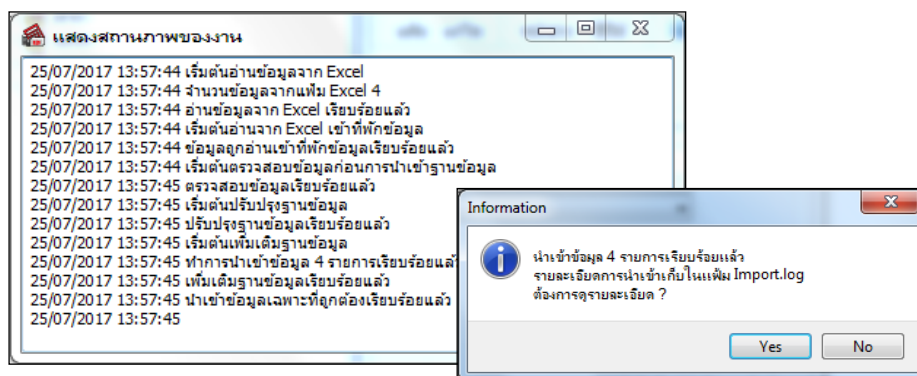 แสดงสถานภาพของงาน
25/07/2017 13:57:44 เริ่มต้นอ่านข้อมูลจาก Excel
25/07/2017 13:57:44 จำนวนข้อมูลจากแฟ้ม Excel 4
25/07/2017 13:57:44 อ่านข้อมูลจาก Excel เรียบร้อยแล้ว
25/07/2017 13:57:44 เริ่มต้นอ่านจาก Excel เข้าที่พักข้อมูล
25/07/2017 13:57:44 ข้อมูลถูกอ่านเข้าที่พักข้อมูลเรียบร้อยแล้ว
25/07/2017 13:57:44 เริ่มต้นตรวจสอบข้อมูลก่อนการนำเข้าฐานข้อมูล
25/07/2017 13:57:45 ตรวจสอบข้อมูลเรียบร้อยแล้ว
25/07/2017 13:57:45 เริ่มต้นปรับปรุงฐานข้อมูล
25/07/2017 13:57:45 ปรับปรุงฐานข้อมูลเรียบร้อยแล้ว
25/07/2017 13:57:45 เริ่มต้นเพิ่มเติมฐานข้อมูล
25/07/2017 13:57:45 ทำการนำเข้าข้อมูล 4 รายการเรียบร้อยแล้ว
25/07/2017 13:57:45 เพิ่มเติมฐานข้อมูลเรียบร้อยแล้ว
25/07/2017 13:57:45 นำเข้าข้อมูลเฉพาะที่ถูกต้องเรียบร้อยแล้ว
25/07/2017 13:57:45
Information
นำเข้าข้อมูล 4 รายการเรียบร้อยแล้ว
รายละเอียดการนำเข้าเก็บในแฟ้ม Import.log
ต้องการดูรายละเอียด ?
Yes
No